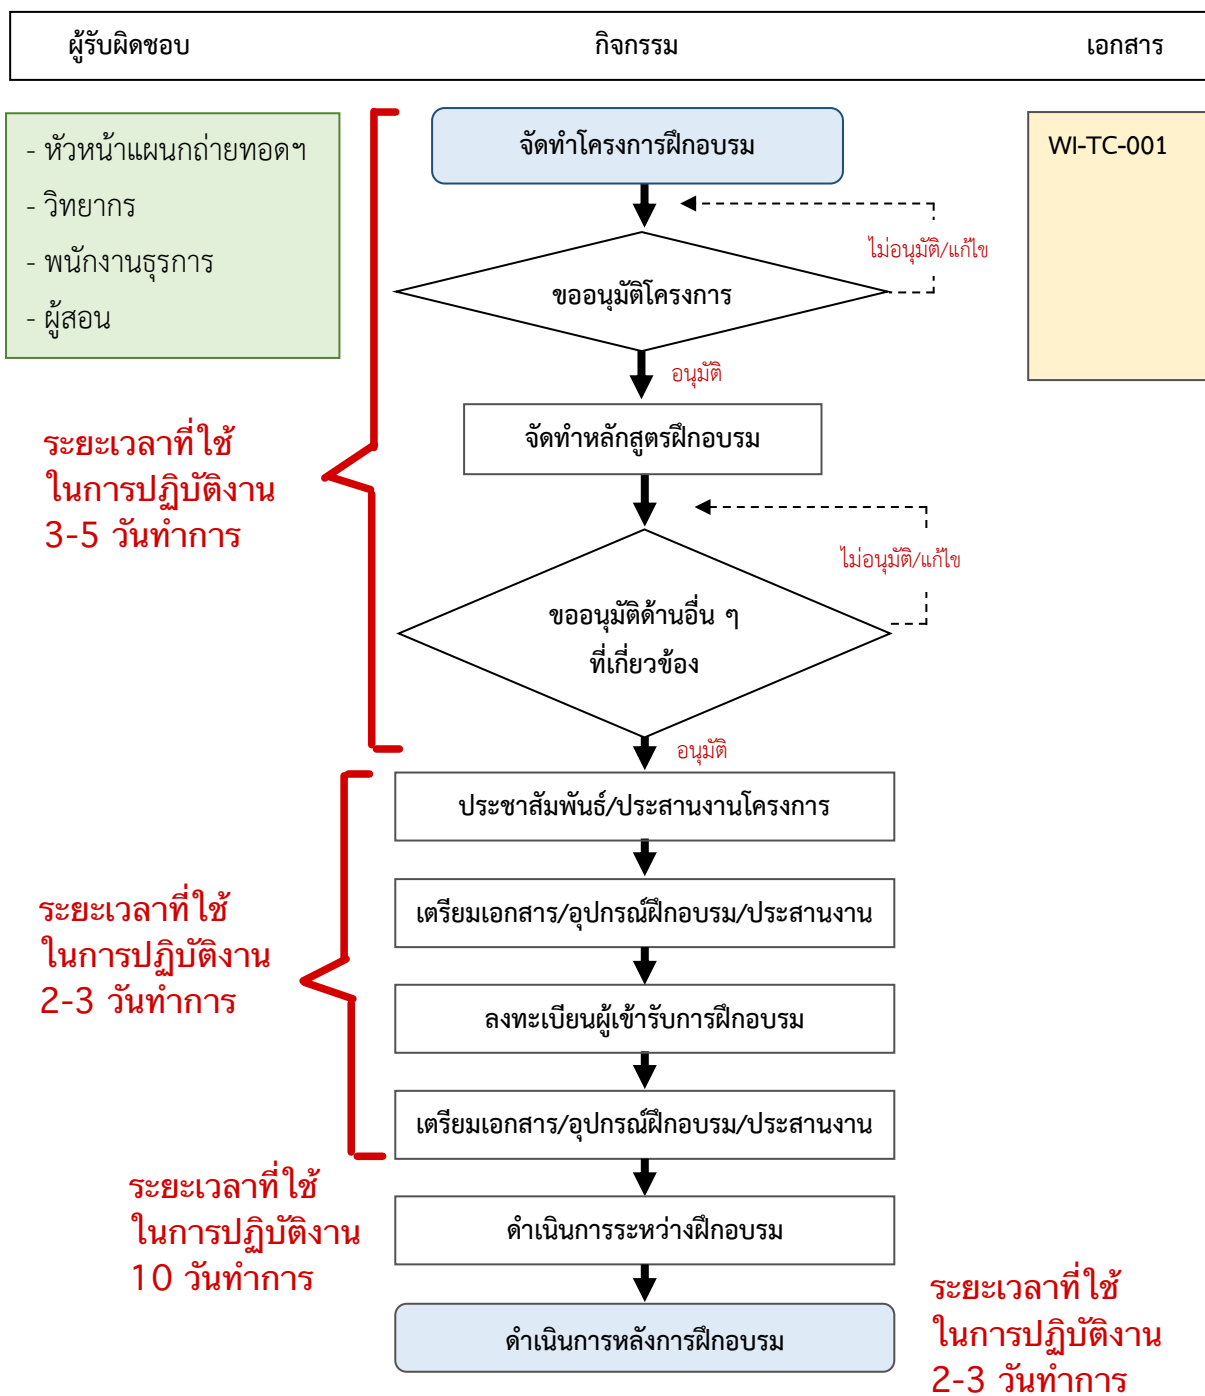 ผู้รับผิดชอบ กิจกรรม เอกสาร
- หัวหน้าแผนกถ่ายทอดฯ
- วิทยากร
- พนักงานธุรการ
- ผู้สอน
จัดทำโครงการฝึกอบรม
WI-TC-001
ไม่อนุมัติ/แก้ไข
ขออนุมัติโครงการ
อนุมัติ
จัดทำหลักสูตรฝึกอบรม
ระยะเวลาที่ใช้
ในการปฏิบัติงาน
3-5 วันทำการ
ไม่อนุมัติ/แก้ไข
ขออนุมัติด้านอื่น ๆ
ที่เกี่ยวข้อง
อนุมัติ
ประชาสัมพันธ์/ประสานงานโครงการ
เตรียมเอกสาร/อุปกรณ์ฝึกอบรม/ประสานงาน
ระยะเวลาที่ใช้
ในการปฏิบัติงาน
2-3 วันทำการ
ลงทะเบียนผู้เข้ารับการฝึกอบรม
เตรียมเอกสาร/อุปกรณ์ฝึกอบรม/ประสานงาน
ระยะเวลาที่ใช้
ในการปฏิบัติงาน
10 วันทำการ
ดำเนินการระหว่างฝึกอบรม
ดำเนินการหลังการฝึกอบรม
ระยะเวลาที่ใช้
ในการปฏิบัติงาน
2-3 วันทำการ